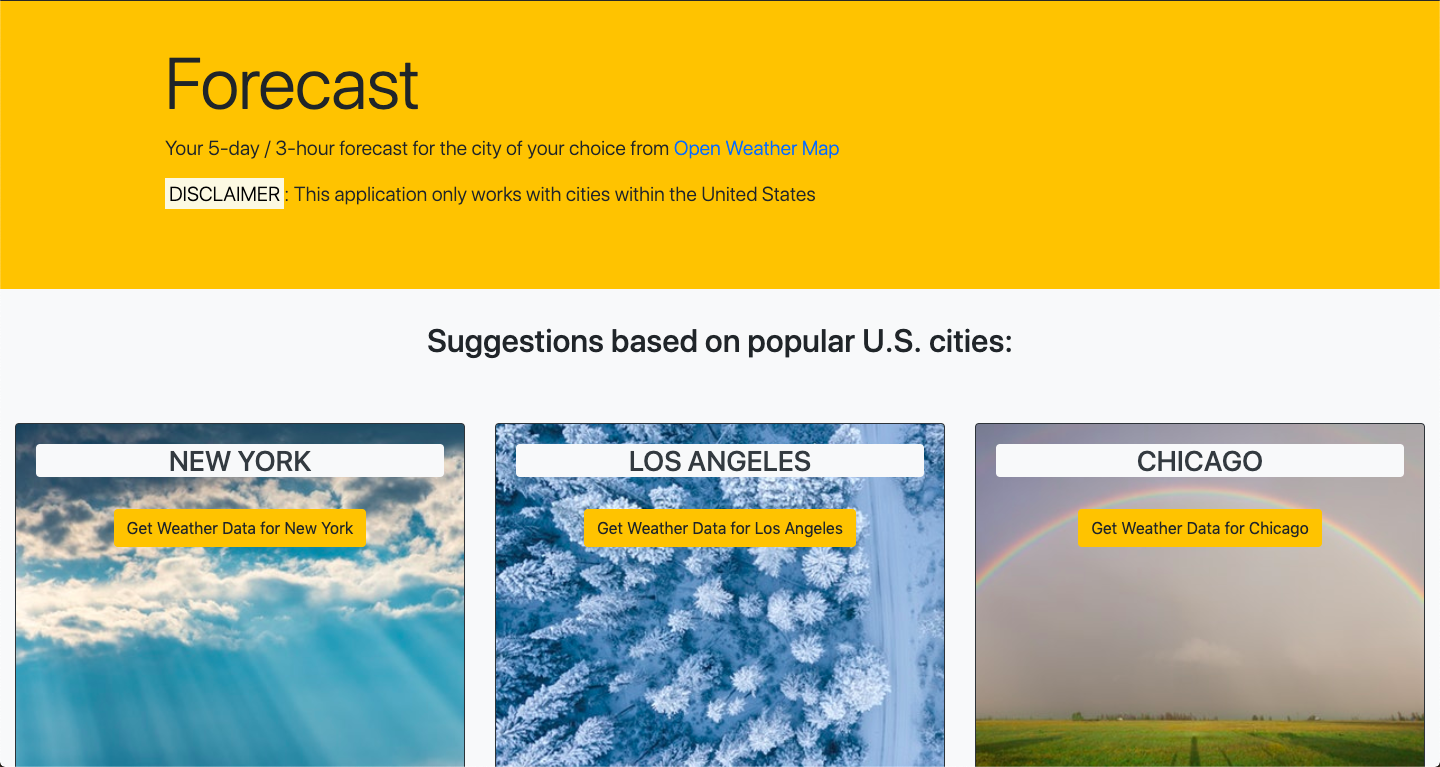 Forecast
Your 5-day / 3-hour forecast for the city of your choice from Open Weather Map
DISCLAIMER: This application only works with cities within the United States
Suggestions based on popular U.S. cities:
NEW YORK
Get Weather Data for New York
LOS ANGELES
Get Weather Data for Los Angeles
CHICAGO
Get Weather Data for Chicago